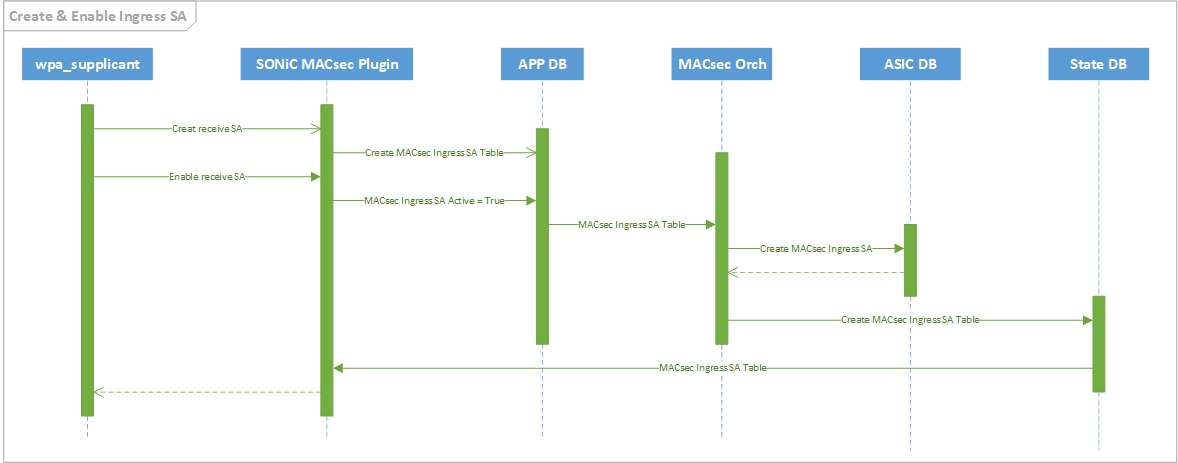 Create & Enable Ingress SA
wpa_supplicant
SONiC MACsec Plugin
APP DB
MACsec Orch
ASIC DB
State DB
Creat receive SA
Create MACsec Ingress SA Table
Enable receive SA
MACsec Ingress SA Active = True
MACsec Ingress SA Table
Create MACsec Ingress SA
Create MACsec Ingress SA Table
MACsec Ingress SA Table